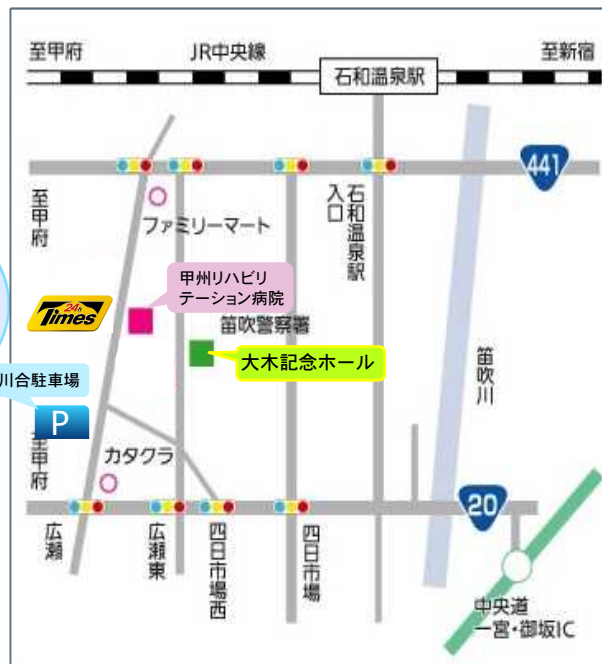 至甲府
JR中央線
至新宿
石和温泉駅
441
至甲府
ファミリーマート
石和温泉駅
入口
甲州リハビリ
テーション病院
24h
Times
笛吹警察署
大木記念ホール
笛吹川
川合駐車場
P
至甲府
カタクラ
20
広瀬
広瀬東
四日市場西
四日市場
中央道
一宮・御坂IC